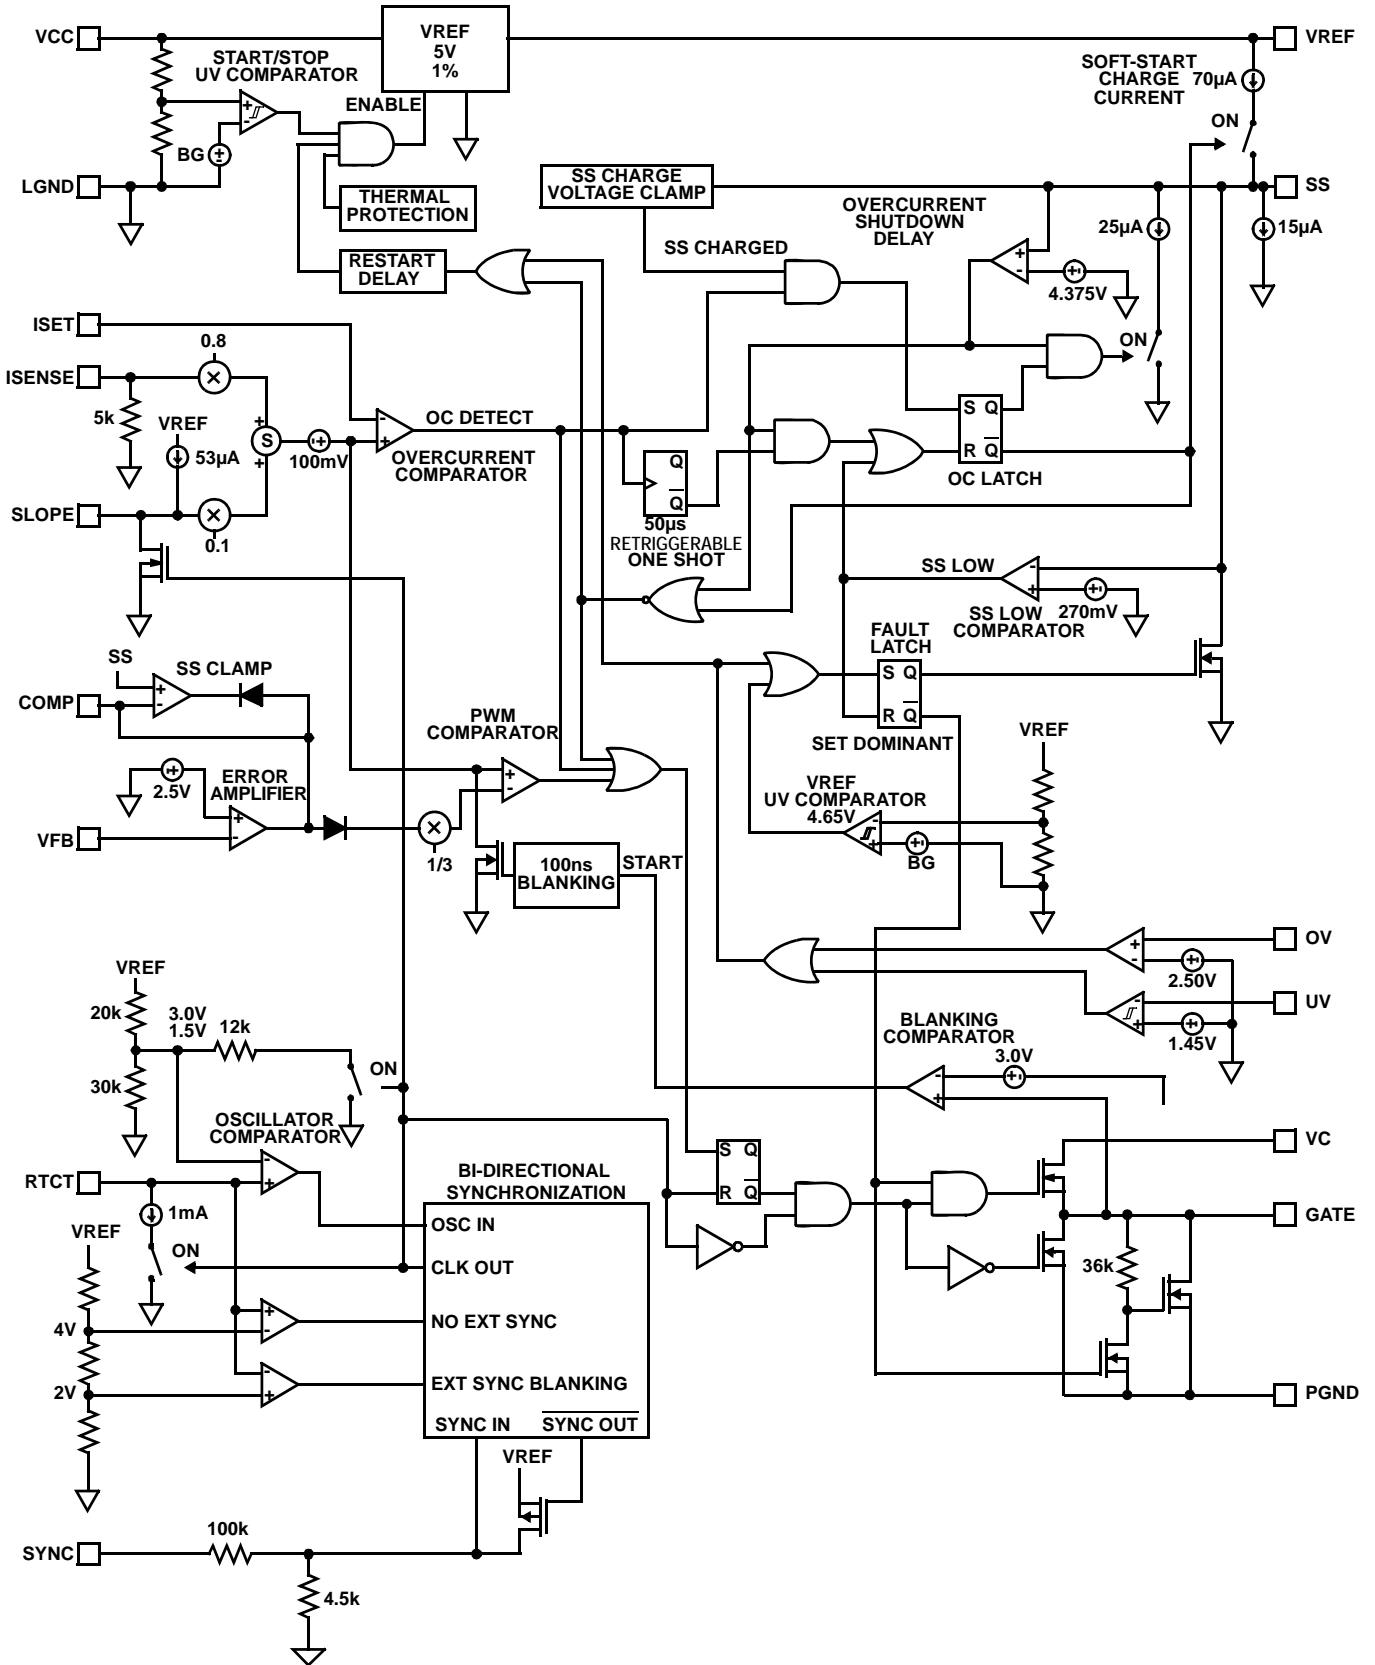 VCC
START/STOP
UV COMPARATOR
VREF
5V
1%
VREF
SOFT-START
CHARGE 70µA
CURRENT
ENABLE
ON
BG
+
-
LGND
THERMAL
PROTECTION
SS CHARGE
VOLTAGE CLAMP
SS
OVERCURRENT
SHUTDOWN
DELAY
25µA
15µA
SS CHARGED
RESTART
DELAY
+
-
4.375V
ISET
0.8
ON
ISENSE
5k
VREF
53µA
+
S
+
100mV
-
+
OC DETECT
OVERCURRENT
COMPARATOR
S Q
R Q
OC LATCH
Q
Q
50µs
RETRIGGERABLE
ONE SHOT
SLOPE
0.1
SS LOW
-
+
SS LOW
COMPARATOR
270mV
FAULT
LATCH
S Q
R Q
SET DOMINANT
SS
SS CLAMP
+
-
COMP
PWM
COMPARATOR
+
-
VREF
2.5V
ERROR
AMPLIFIER
+
-
VREF
UV COMPARATOR
4.65V
-
+
BG
VFB
1/3
100ns
BLANKING
START
OV
+
-
2.50V
UV
-
+
1.45V
VREF
20k
3.0V
1.5V
12k
30k
ON
BLANKING
COMPARATOR
3.0V
-
+
OSCILLATOR
COMPARATOR
-
+
VC
RTCT
BI-DIRECTIONAL
SYNCHRONIZATION
S Q
R Q
1mA
VREF
ON
OSC IN
CLK OUT
GATE
36k
4V
+
-
NO EXT SYNC
2V
-
+
EXT SYNC BLANKING
PGND
SYNC IN
SYNC OUT
VREF
SYNC
100k
4.5k